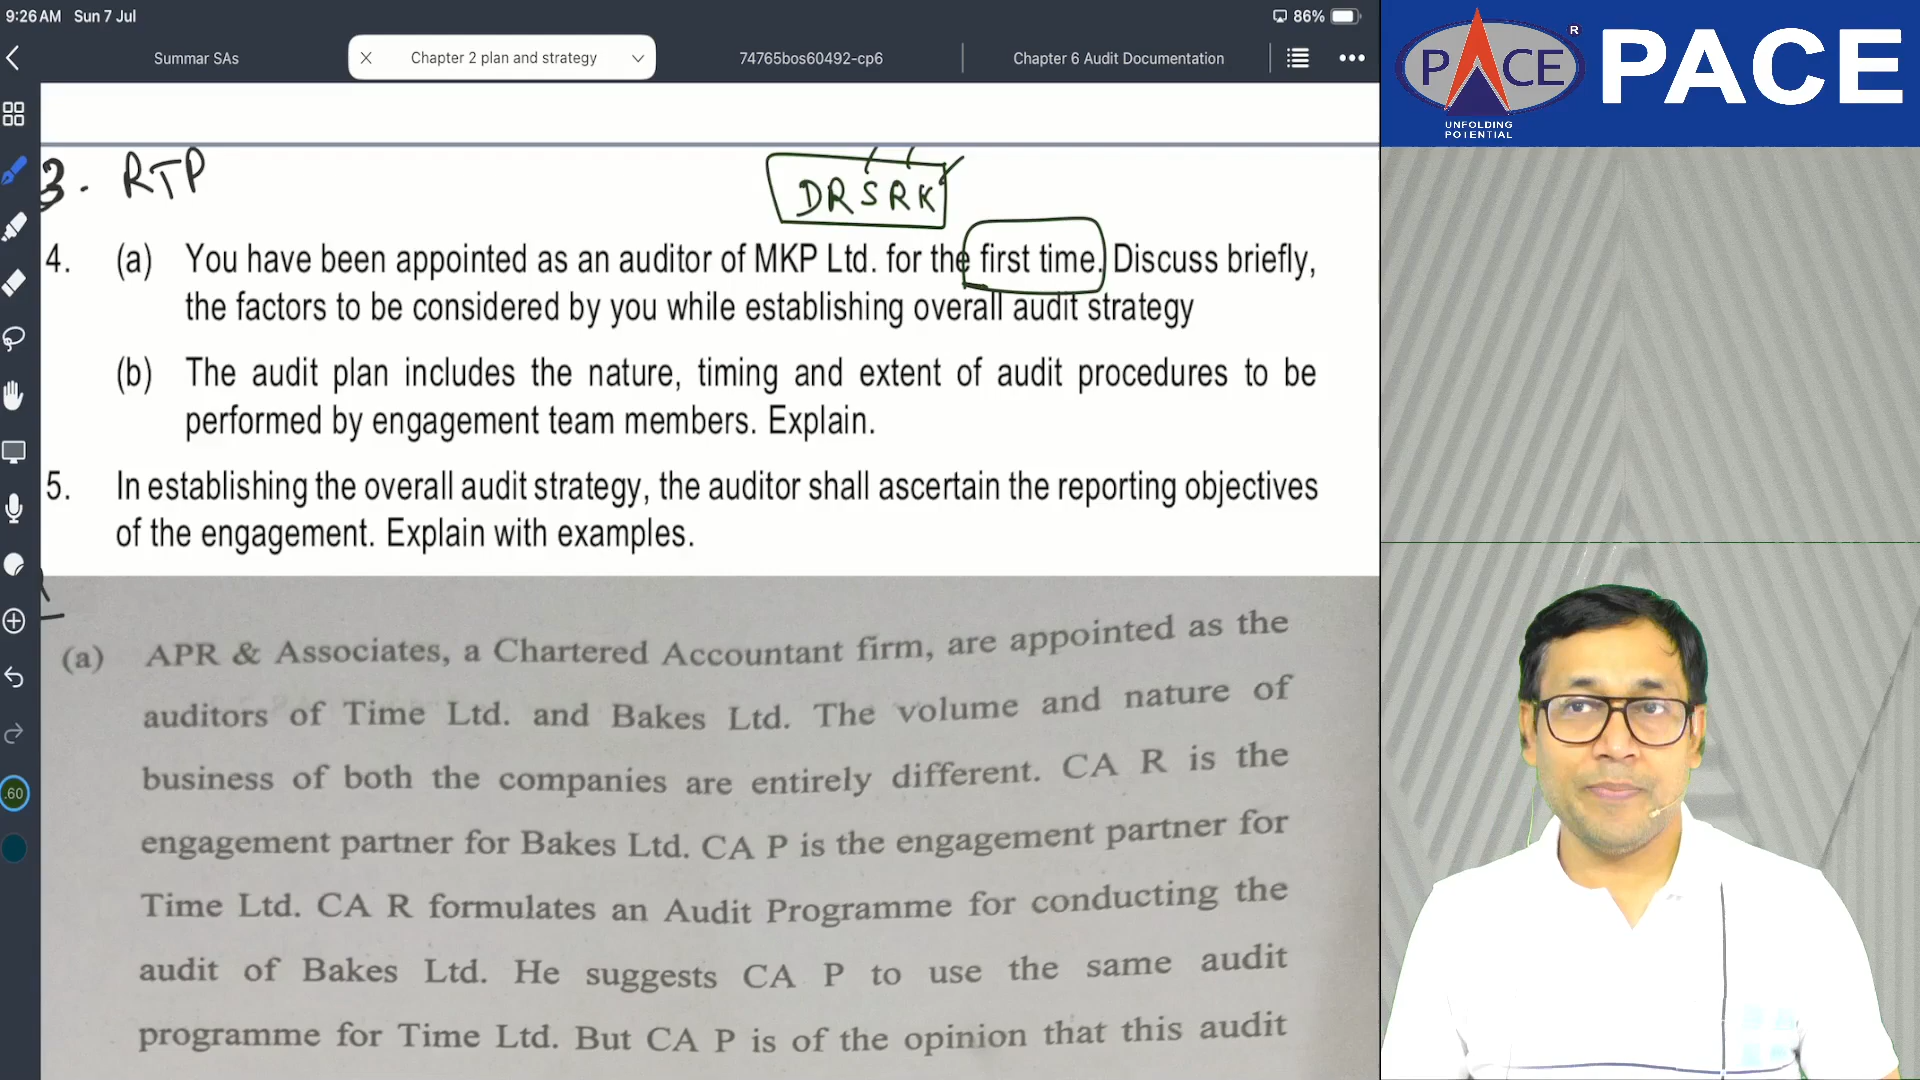 9:26 AM Sun 7 Jul
86%
Summar SAs
Chapter 2 plan and strategy
74765bos60492-cp6
Chapter 6 Audit Documentation
PACE
UNFOLDING
POTENTIAL
®
PACE
3. RTP
DRSRK
4. (a) You have been appointed as an auditor of MKP Ltd. for the first time. Discuss briefly,
the factors to be considered by you while establishing overall audit strategy
(b) The audit plan includes the nature, timing and extent of audit procedures to be
performed by engagement team members. Explain.
5. In establishing the overall audit strategy, the auditor shall ascertain the reporting objectives
of the engagement. Explain with examples.
(a) APR & Associates, a Chartered Accountant firm, are appointed as the
auditors of Time Ltd. and Bakes Ltd. The volume and nature of
business of both the companies are entirely different. CA R is the
engagement partner for Bakes Ltd. CA P is the engagement partner for
Time Ltd. CA R formulates an Audit Programme for conducting the
audit of Bakes Ltd. He suggests CA P to use the same audit
programme for Time Ltd. But CA P is of the opinion that this audit
.60